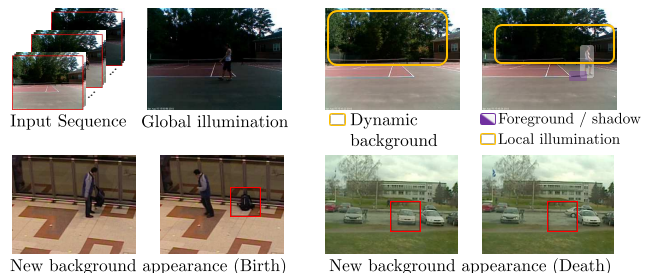 Input Sequence
Global illumination
Dynamic
background
Foreground / shadow
Local illumination
New background appearance (Birth)
New background appearance (Death)